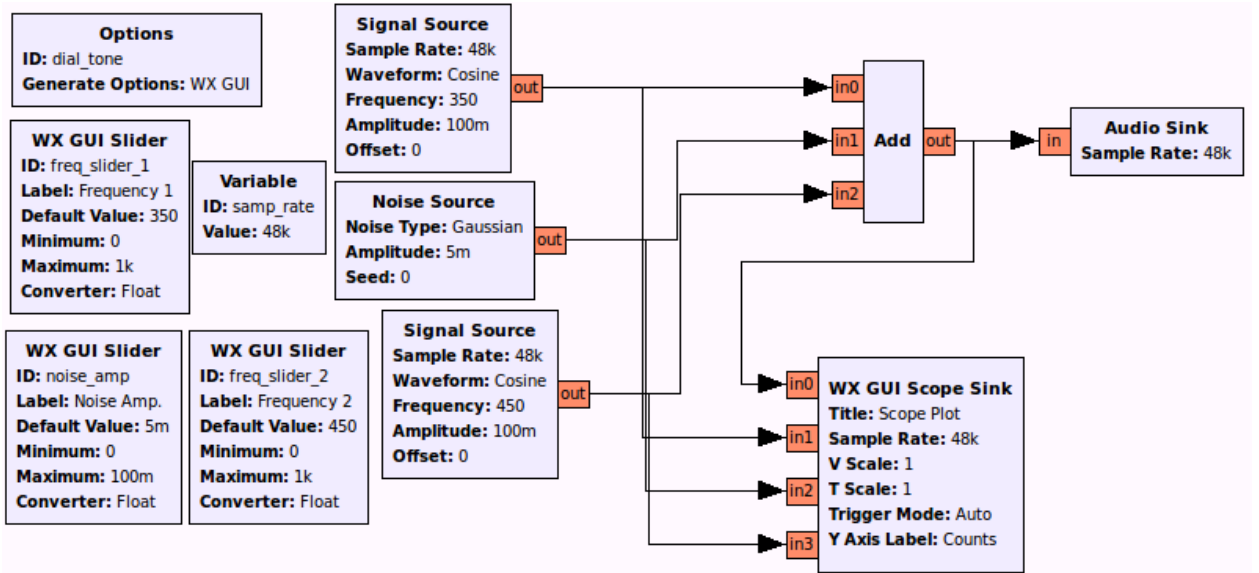 Options
ID: dial_tone
Generate Options: WX GUI
WX GUI Slider
ID: freq_slider_1
Label: Frequency 1
Default Value: 350
Minimum: 0
Maximum: 1k
Converter: Float
Variable
ID: samp_rate
Value: 48k
Signal Source
Sample Rate: 48k
Waveform: Cosine
Frequency: 350
Amplitude: 100m
Offset: 0
out
Noise Source
Noise Type: Gaussian
Amplitude: 5m
Seed: 0
out
WX GUI Slider
ID: noise_amp
Label: Noise Amp.
Default Value: 5m
Minimum: 0
Maximum: 100m
Converter: Float
WX GUI Slider
ID: freq_slider_2
Label: Frequency 2
Default Value: 450
Minimum: 0
Maximum: 1k
Converter: Float
Signal Source
Sample Rate: 48k
Waveform: Cosine
Frequency: 450
Amplitude: 100m
Offset: 0
out
in0
in1
in2
Add
out
in
Audio Sink
Sample Rate: 48k
in0
in1
in2
in3
WX GUI Scope Sink
Title: Scope Plot
Sample Rate: 48k
V Scale: 1
T Scale: 1
Trigger Mode: Auto
Y Axis Label: Counts